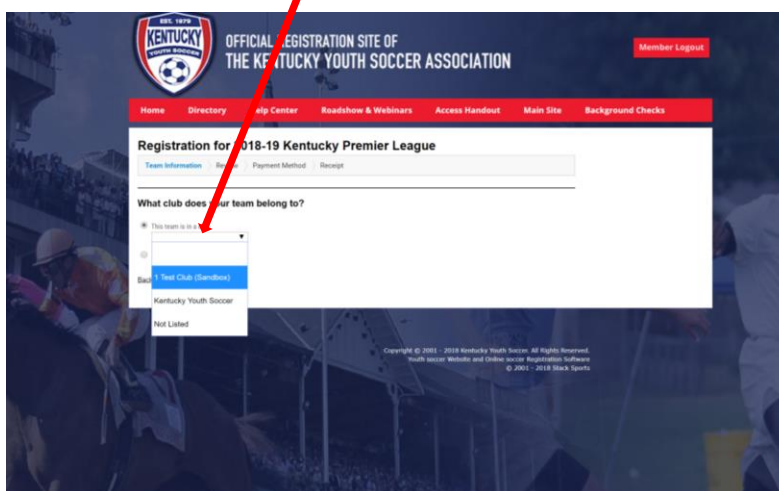 EST. 1879
KENTUCKY
YOUTH SOCCER
OFFICIAL REGISTRATION SITE OF
THE KENTUCKY YOUTH SOCCER ASSOCIATION
Member Logout
Home Directory Help Center Roadshow & Webinars Access Handout Main Site Background Checks
Registration for 2018-19 Kentucky Premier League
Team Information Review Payment Method Receipt
What club does your team belong to?
This team is in a
1 Test Club (Sandbox)
Kentucky Youth Soccer
Not Listed
Back
Copyright © 2001 - 2018 Kentucky Youth Soccer. All Rights Reserved.
Youth soccer Website and Online soccer Registration Software
© 2001 - 2018 Stack Sports